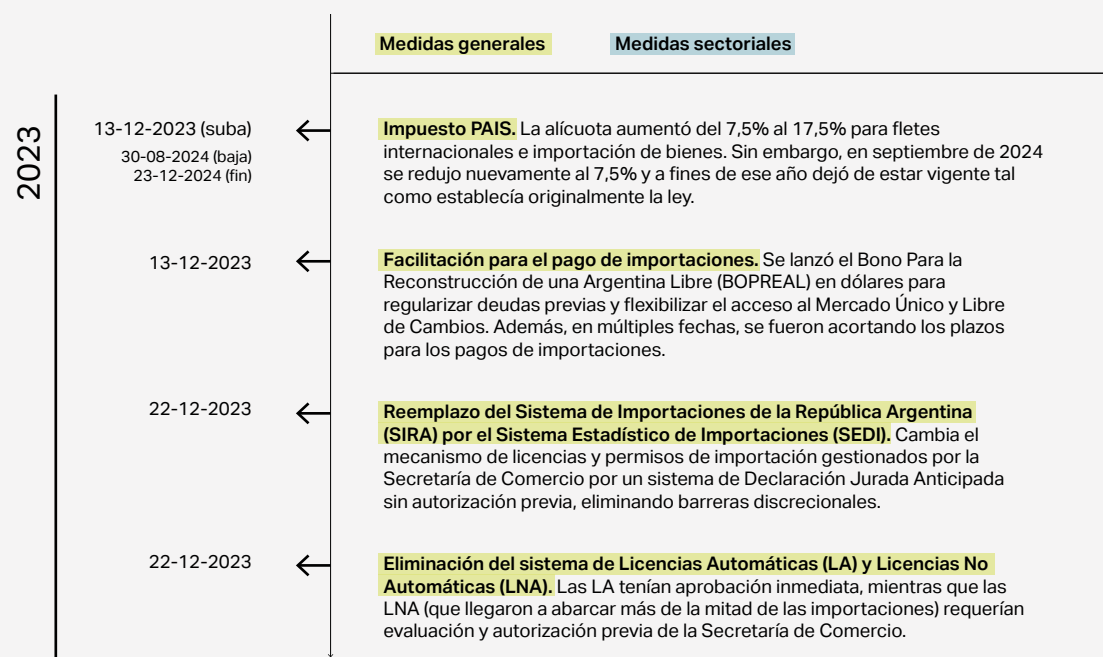 Medidas generales Medidas sectoriales
2023
13-12-2023 (suba)
30-08-2024 (baja)
23-12-2024 (fin)
Impuesto PAIS. La alícuota aumentó del 7,5% al 17,5% para fletes
internacionales e importación de bienes. Sin embargo, en septiembre de 2024
se redujo nuevamente al 7,5% y a fines de ese año dejó de estar vigente tal
como establecía originalmente la ley.
13-12-2023
Facilitación para el pago de importaciones. Se lanzó el Bono Para la
Reconstrucción de una Argentina Libre (BOPREAL) en dólares para
regularizar deudas previas y flexibilizar el acceso al Mercado Único y Libre
de Cambios. Además, en múltiples fechas, se fueron acortando los plazos
para los pagos de importaciones.
22-12-2023
Reemplazo del Sistema de Importaciones de la República Argentina
(SIRA) por el Sistema Estadístico de Importaciones (SEDI). Cambia el
mecanismo de licencias y permisos de importación gestionados por la
Secretaría de Comercio por un sistema de Declaración Jurada Anticipada
sin autorización previa, eliminando barreras discrecionales.
22-12-2023
Eliminación del sistema de Licencias Automáticas (LA) y Licencias No
Automáticas (LNA). Las LA tenían aprobación inmediata, mientras que las
LNA (que llegaron a abarcar más de la mitad de las importaciones) requerían
evaluación y autorización previa de la Secretaría de Comercio.